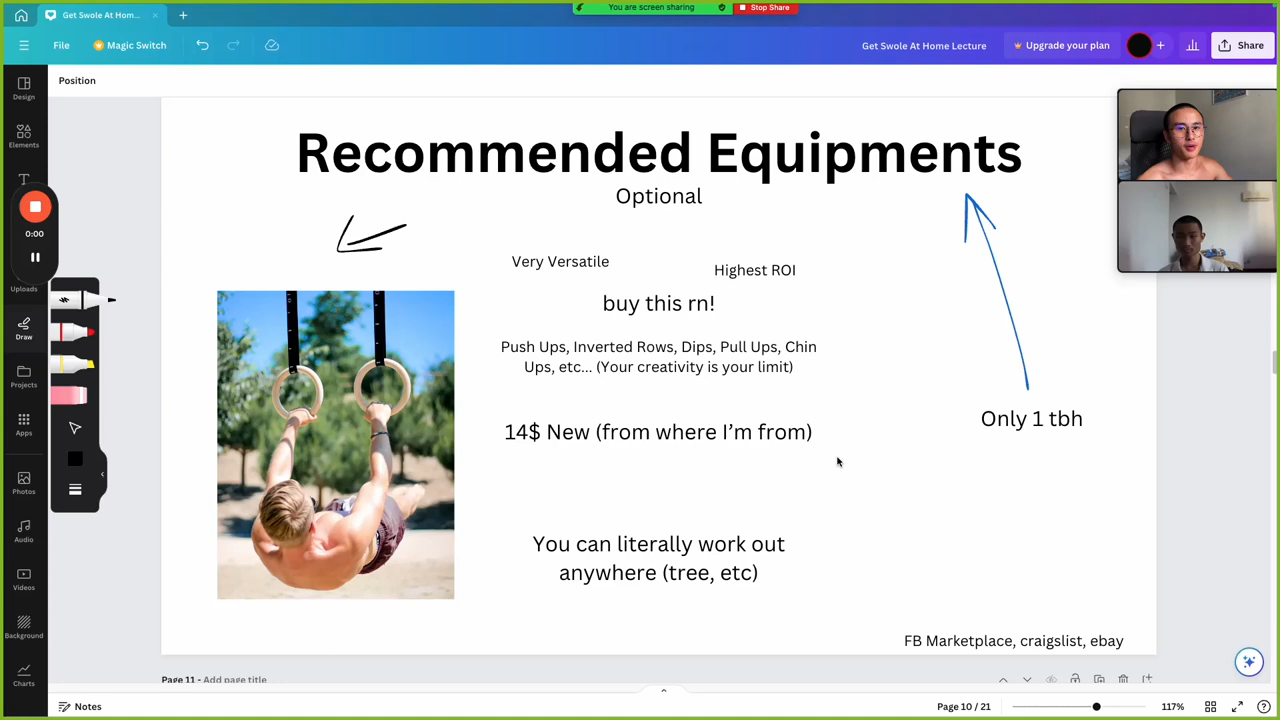 Get Swole At Home...
You are screen sharing
Stop Share
File
Magic Switch
Get Swole At Home Lecture
Upgrade your plan
Share
Position
Design
Elements
T
0:00
Uploads
Draw
Projects
Apps
Photos
Audio
Videos
Background
Charts
Recommended Equipments
Optional
Very Versatile
Highest ROI
buy this rn!
Push Ups, Inverted Rows, Dips, Pull Ups, Chin
Ups, etc... (Your creativity is your limit)
14$ New (from where I'm from)
Only 1 tbh
You can literally work out
anywhere (tree, etc)
FB Marketplace, craigslist, ebay
Page 11 - Add page title
Notes
Page 10 / 21
117%